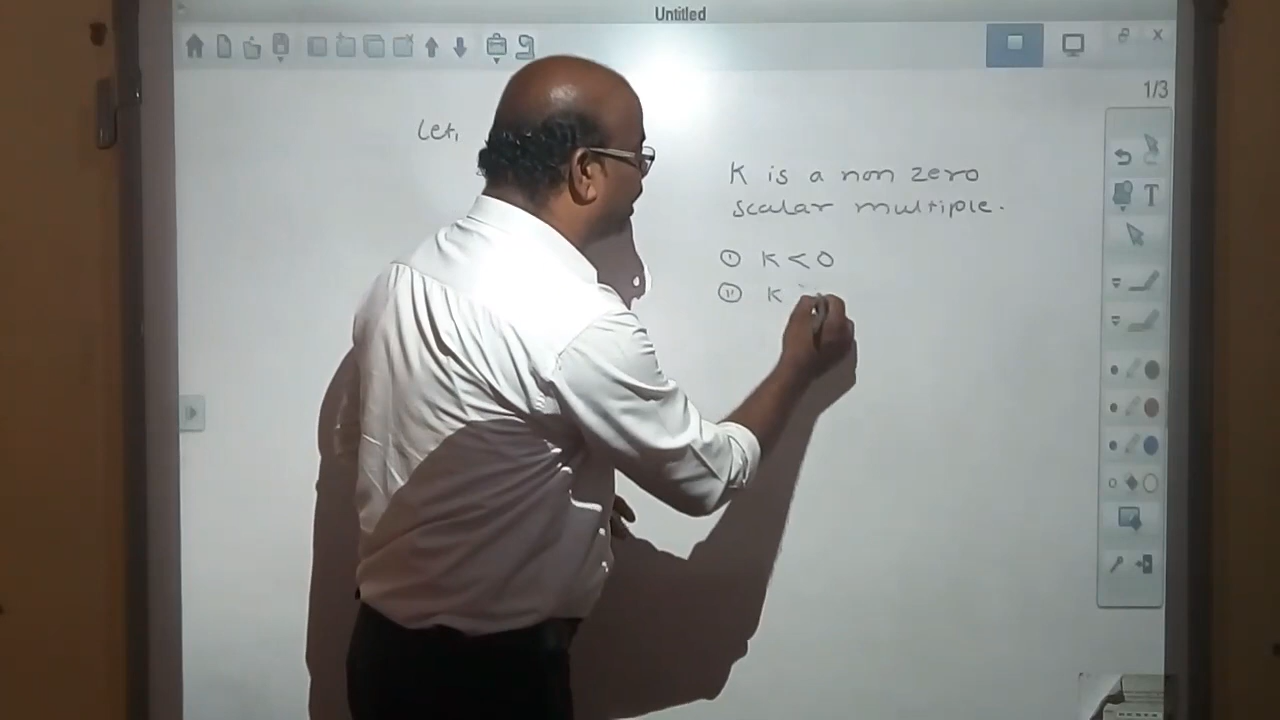 Untitled
1/3
Let,
K is a non zero
scalar multiple.
(i) K < 0
(ii) K
T